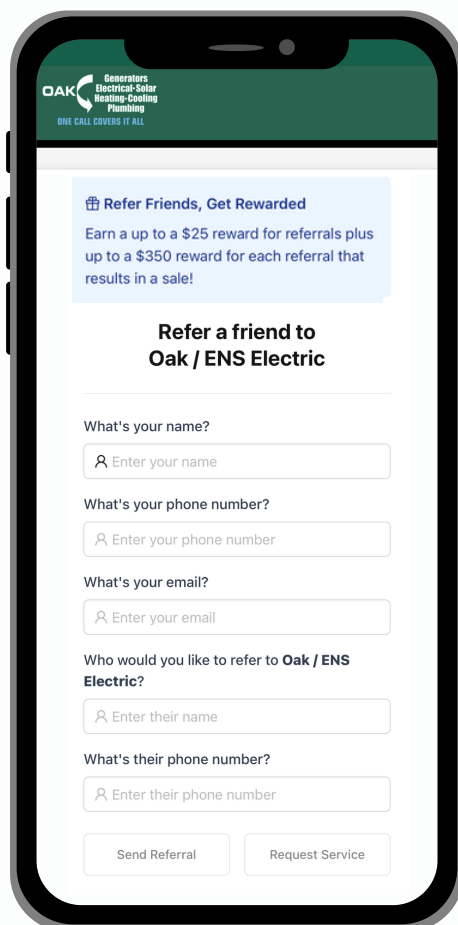 OAK
Generators
Electrical-Solar
Heating-Cooling
Plumbing
ONE CALL COVERS IT ALL
Refer Friends, Get Rewarded
Earn a up to a $25 reward for referrals plus
up to a $350 reward for each referral that
results in a sale!
Refer a friend to
Oak / ENS Electric
What's your name?
Enter your name
What's your phone number?
Enter your phone number
What's your email?
Enter your email
Who would you like to refer to Oak / ENS
Electric?
Enter their name
What's their phone number?
Enter their phone number
Send Referral
Request Service